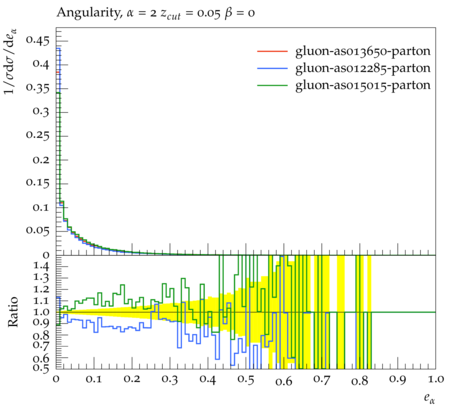 Angularity, α = 2 z_cut = 0.05 β = 0
1/σdσ/de_α
gluon-as013650-parton
gluon-as012285-parton
gluon-as015015-parton
0.45
0.4
0.35
0.3
0.25
0.2
0.15
0.1
0.05
0
Ratio
1.4
1.3
1.2
1.1
1.0
0.9
0.8
0.7
0.6
0.5
0 0.1 0.2 0.3 0.4 0.5 0.6 0.7 0.8 0.9 1.0
e_α